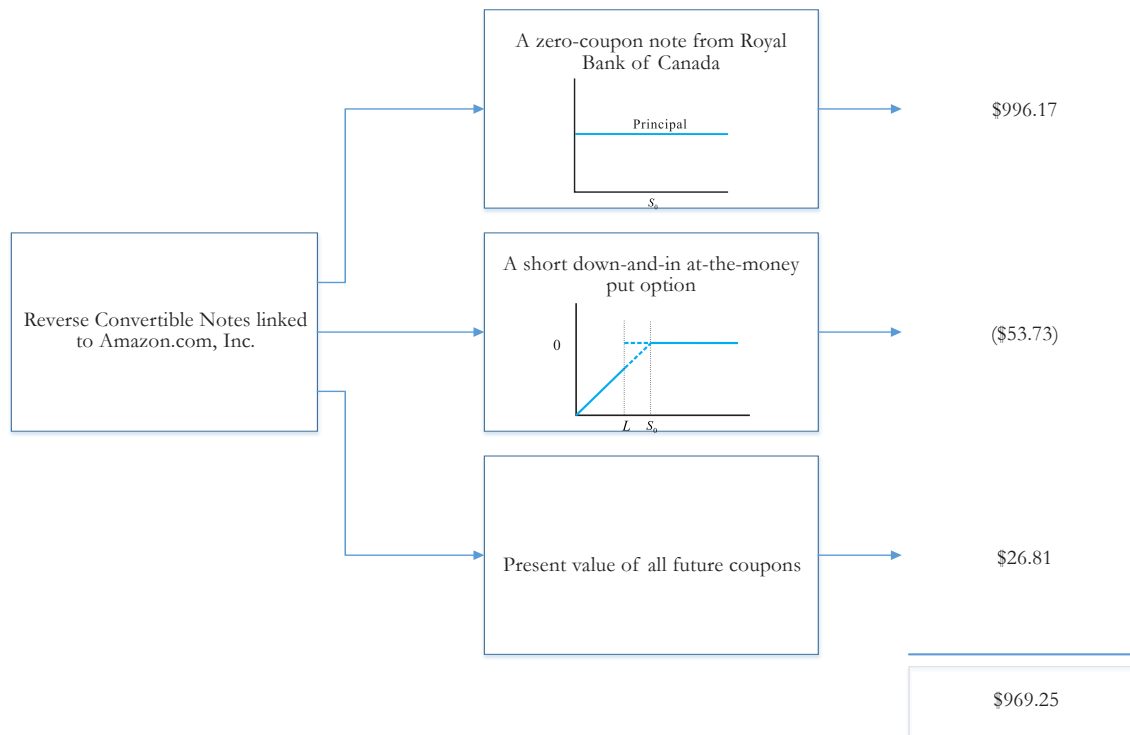 A zero-coupon note from Royal
Bank of Canada
Principal
S₀
$996.17
Reverse Convertible Notes linked
to Amazon.com, Inc.
A short down-and-in at-the-money
put option
0
L S₀
($53.73)
Present value of all future coupons
$26.81
$969.25